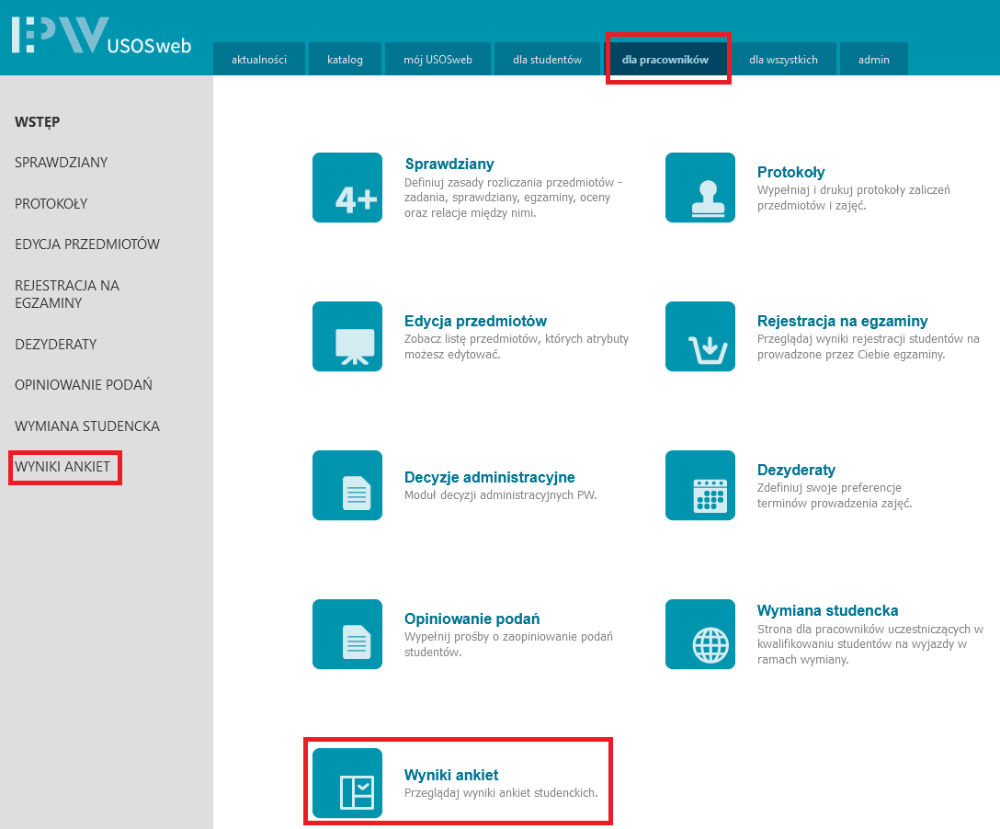 PW USOSweb
aktualności katalog mój USOSweb dla studentów dla pracowników dla wszystkich admin
WSTĘP
SPRAWDZIANY
PROTOKOŁY
EDYCJA PRZEDMIOTÓW
REJESTRACJA NA
EGZAMINY
DEZYDERATY
OPINIOWANIE PODAŃ
WYMIANA STUDENCKA
WYNIKI ANKIET
4+
Sprawdziany
Definiuj zasady rozliczania przedmiotów -
zadania, sprawdziany, egzaminy, oceny
oraz relacje między nimi.
Protokoły
Wypełniaj i drukuj protokoły zaliczeń
przedmiotów i zajęć.
Edycja przedmiotów
Zobacz listę przedmiotów, których atrybuty
możesz edytować.
Rejestracja na egzaminy
Przeglądaj wyniki rejestracji studentów na
prowadzone przez Ciebie egzaminy.
Decyzje administracyjne
Moduł decyzji administracyjnych PW.
Dezyderaty
Zdefiniuj swoje preferencje
terminów prowadzenia zajęć.
Opiniowanie podań
Wypełnij prośby o zaopiniowanie podań
studentów.
Wymiana studencka
Strona dla pracowników uczestniczących w
kwalifikowaniu studentów na wyjazdy w
ramach wymiany.
Wyniki ankiet
Przeglądaj wyniki ankiet studenckich.